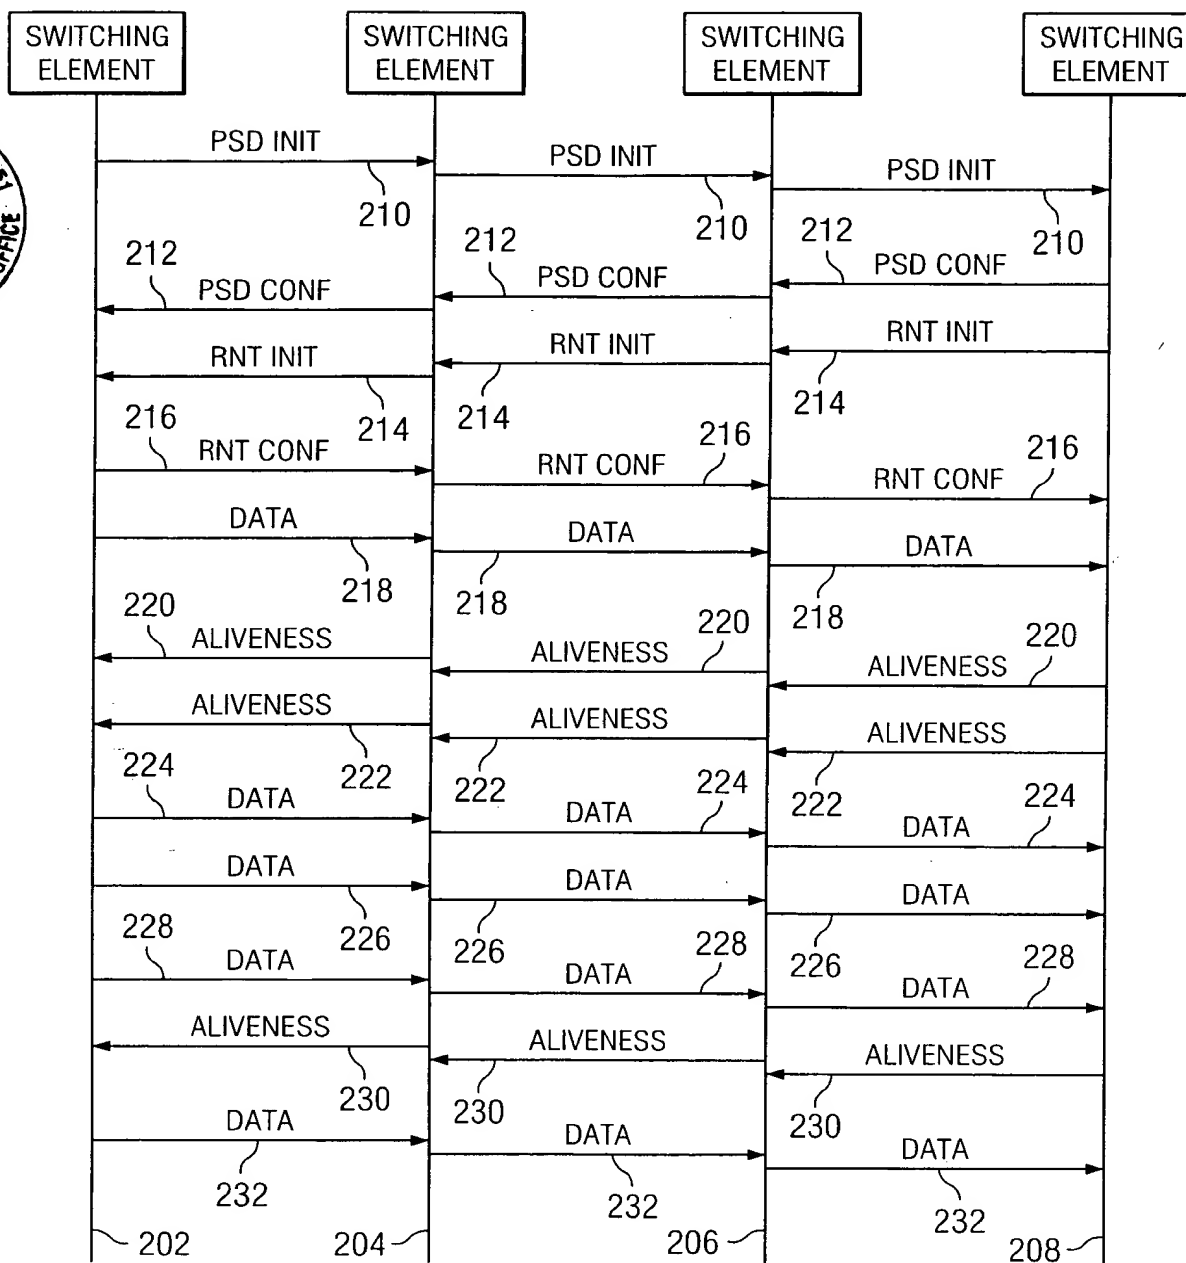 SWITCHING
ELEMENT
SWITCHING
ELEMENT
SWITCHING
ELEMENT
SWITCHING
ELEMENT
PSD INIT
PSD INIT
PSD INIT
210
210
210
212
212
212
PSD CONF
PSD CONF
PSD CONF
RNT INIT
RNT INIT
RNT INIT
214
214
214
216
216
216
RNT CONF
RNT CONF
RNT CONF
DATA
DATA
DATA
218
218
218
220
220
220
ALIVENESS
ALIVENESS
ALIVENESS
ALIVENESS
ALIVENESS
ALIVENESS
222
222
222
224
224
224
DATA
DATA
DATA
DATA
DATA
DATA
226
226
226
228
228
228
DATA
DATA
DATA
ALIVENESS
ALIVENESS
ALIVENESS
230
230
230
DATA
DATA
DATA
232
232
232
202
204
206
208
OFFICE